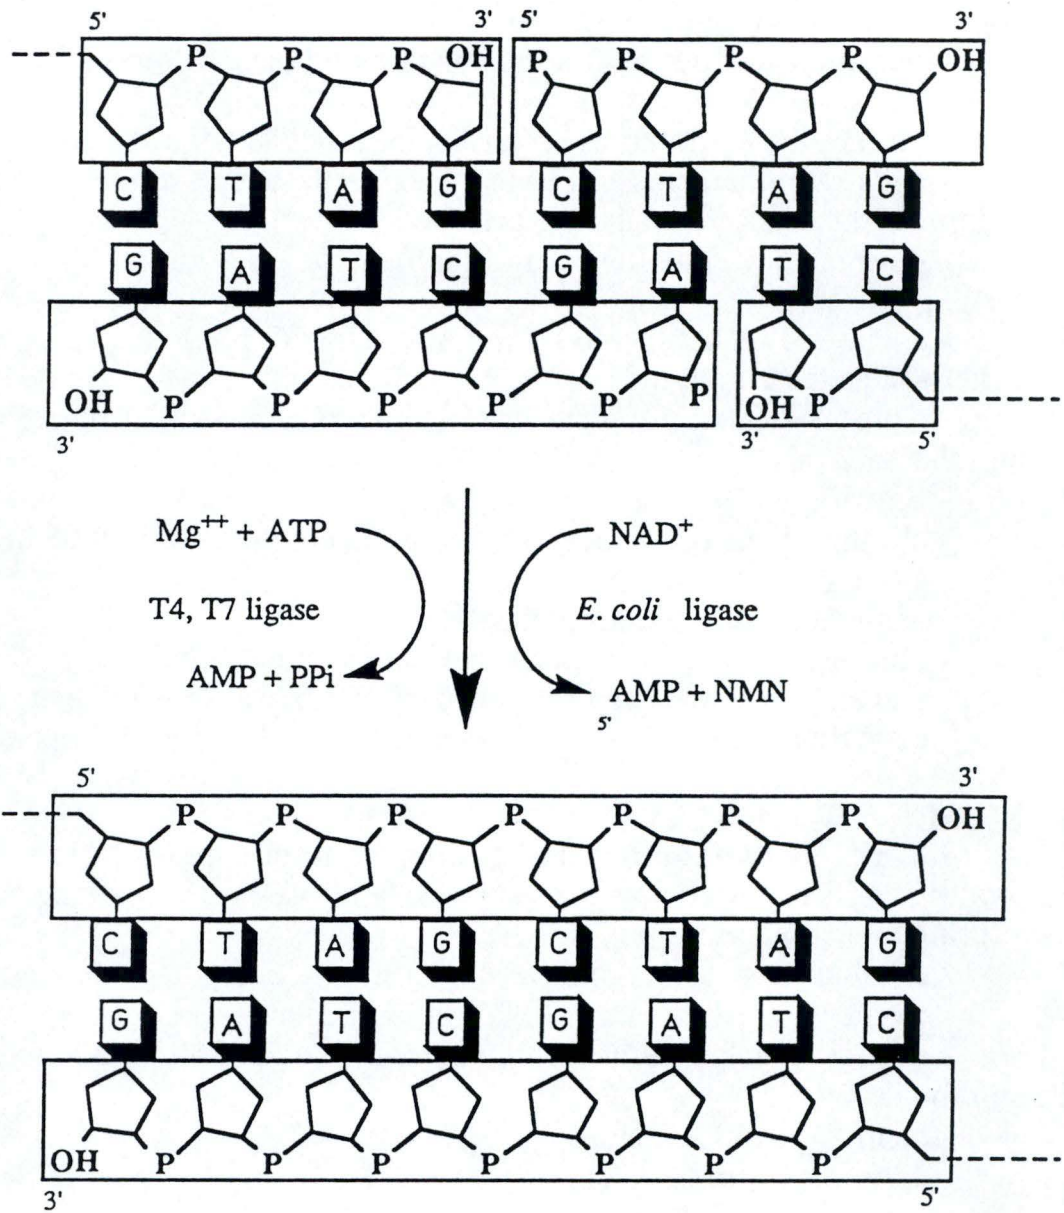 5' 3' 5' 3'
P P P OH P P P P OH
C T A G C T A G
G A T C G A T C
OH P P P P P P OH P
3' 3' 5'
Mg++ + ATP NAD+
T4, T7 ligase E. coli ligase
AMP + PPi AMP + NMN
5'
5' 3'
P P P P P P P OH
C T A G C T A G
G A T C G A T C
OH P P P P P P P
3' 5'